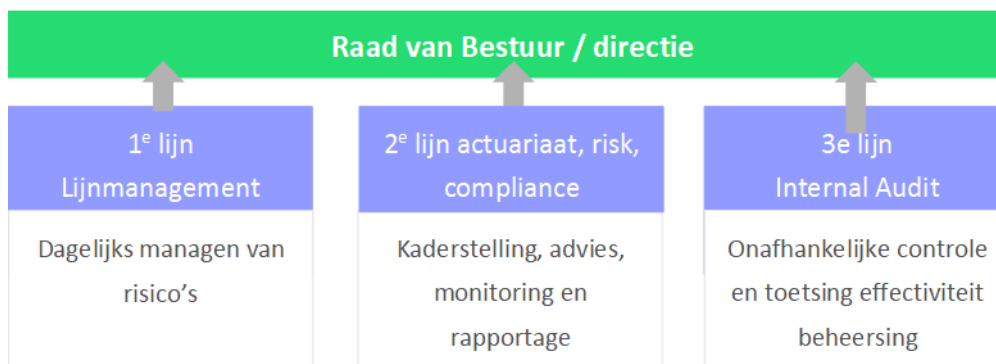 Raad van Bestuur / directie
1e lijn
Lijnmanagement
Dagelijks managen van
risico’s
2e lijn actuariaat, risk,
compliance
Kaderstelling, advies,
monitoring en
rapportage
3e lijn
Internal Audit
Onafhankelijke controle
en toetsing effectiviteit
beheersing